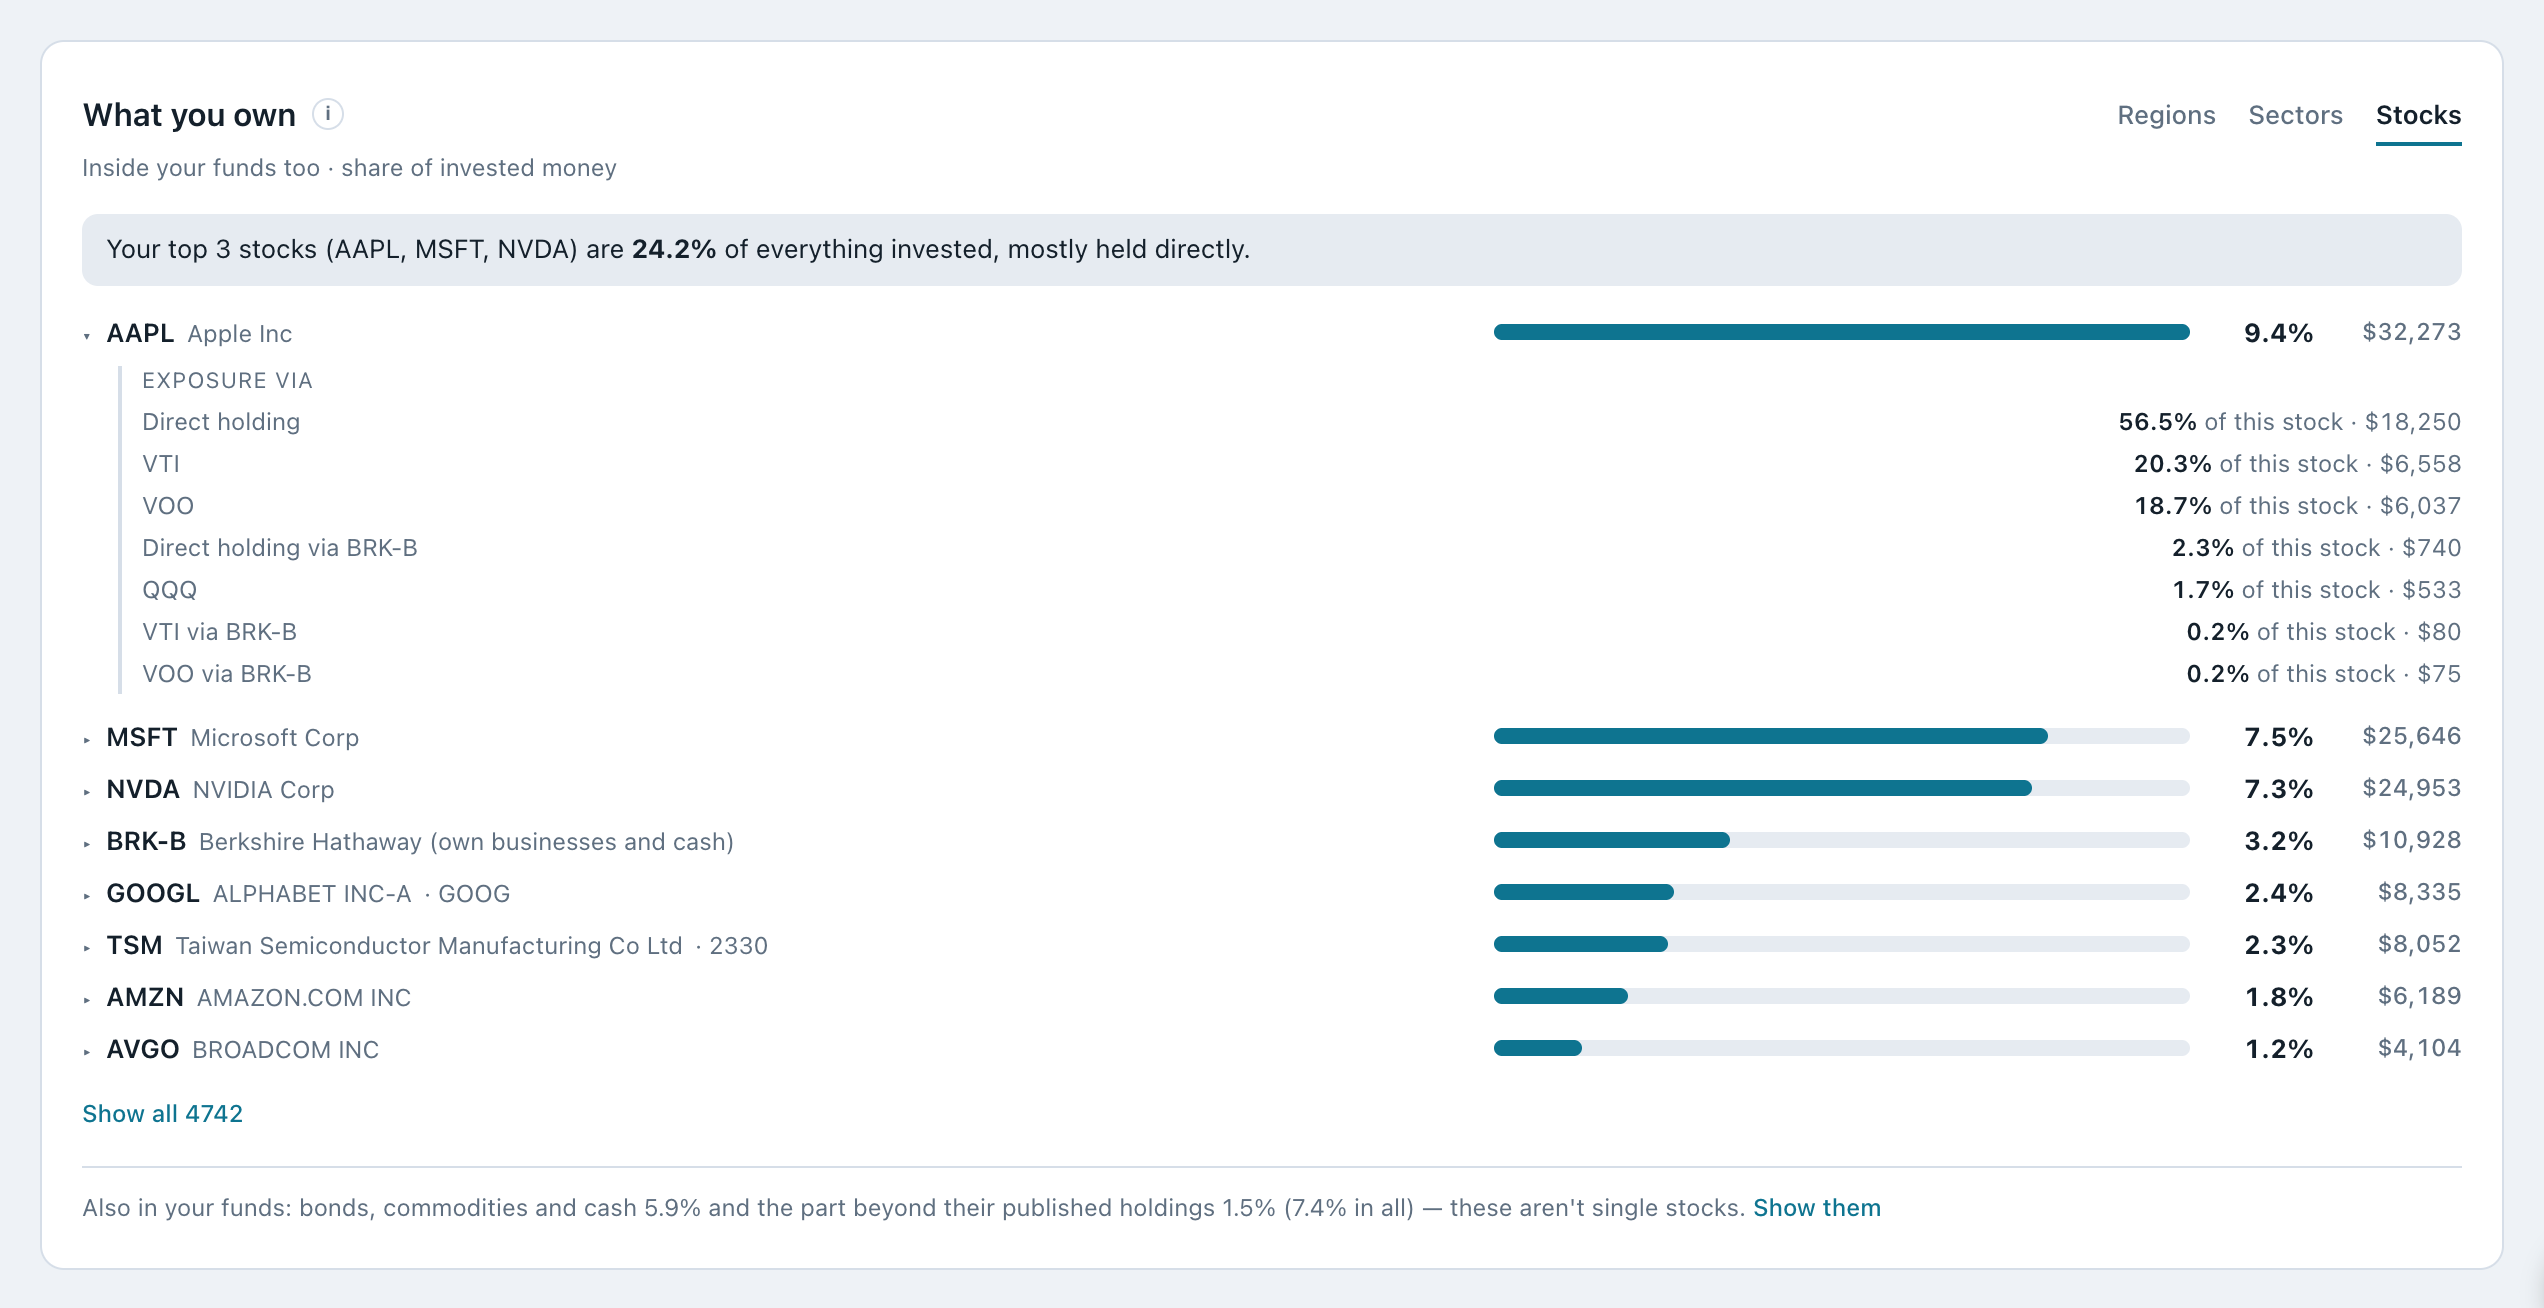 What you own i
Regions Sectors Stocks
Inside your funds too · share of invested money
Your top 3 stocks (AAPL, MSFT, NVDA) are 24.2% of everything invested, mostly held directly.
▾ AAPL Apple Inc 9.4% $32,273
EXPOSURE VIA
Direct holding 56.5% of this stock · $18,250
VTI 20.3% of this stock · $6,558
VOO 18.7% of this stock · $6,037
Direct holding via BRK-B 2.3% of this stock · $740
QQQ 1.7% of this stock · $533
VTI via BRK-B 0.2% of this stock · $80
VOO via BRK-B 0.2% of this stock · $75
▸ MSFT Microsoft Corp 7.5% $25,646
▸ NVDA NVIDIA Corp 7.3% $24,953
▸ BRK-B Berkshire Hathaway (own businesses and cash) 3.2% $10,928
▸ GOOGL ALPHABET INC-A · GOOG 2.4% $8,335
▸ TSM Taiwan Semiconductor Manufacturing Co Ltd · 2330 2.3% $8,052
▸ AMZN AMAZON.COM INC 1.8% $6,189
▸ AVGO BROADCOM INC 1.2% $4,104
Show all 4742
Also in your funds: bonds, commodities and cash 5.9% and the part beyond their published holdings 1.5% (7.4% in all) — these aren't single stocks. Show them